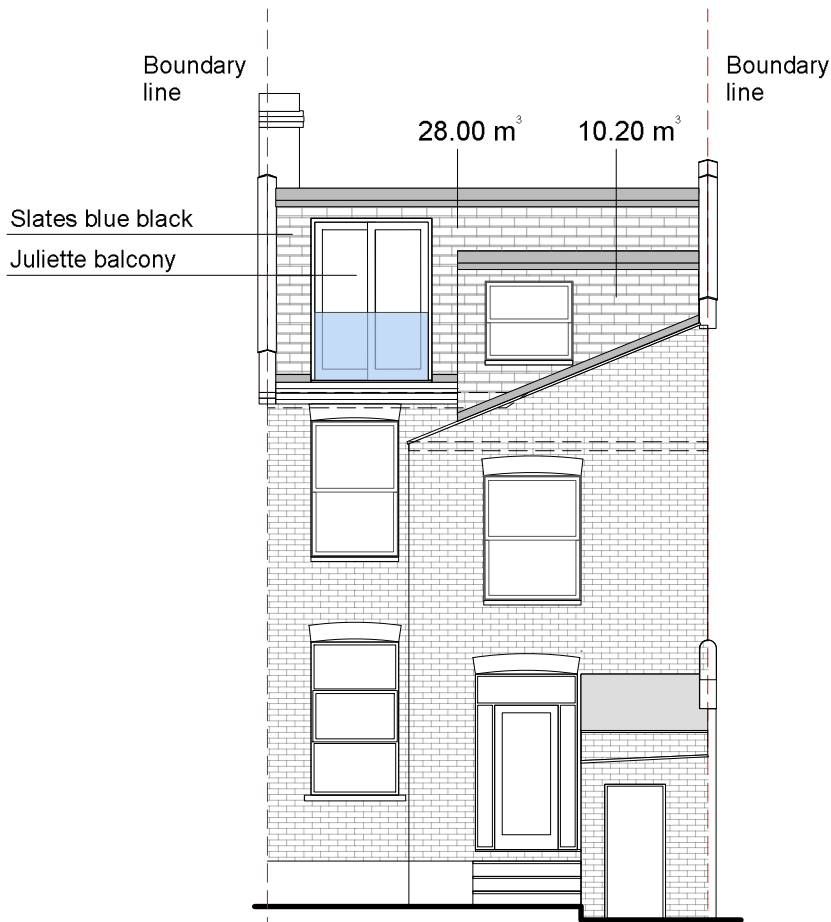 Boundary
line
Boundary
line
28.00 m³
10.20 m³
Slates blue black
Juliette balcony